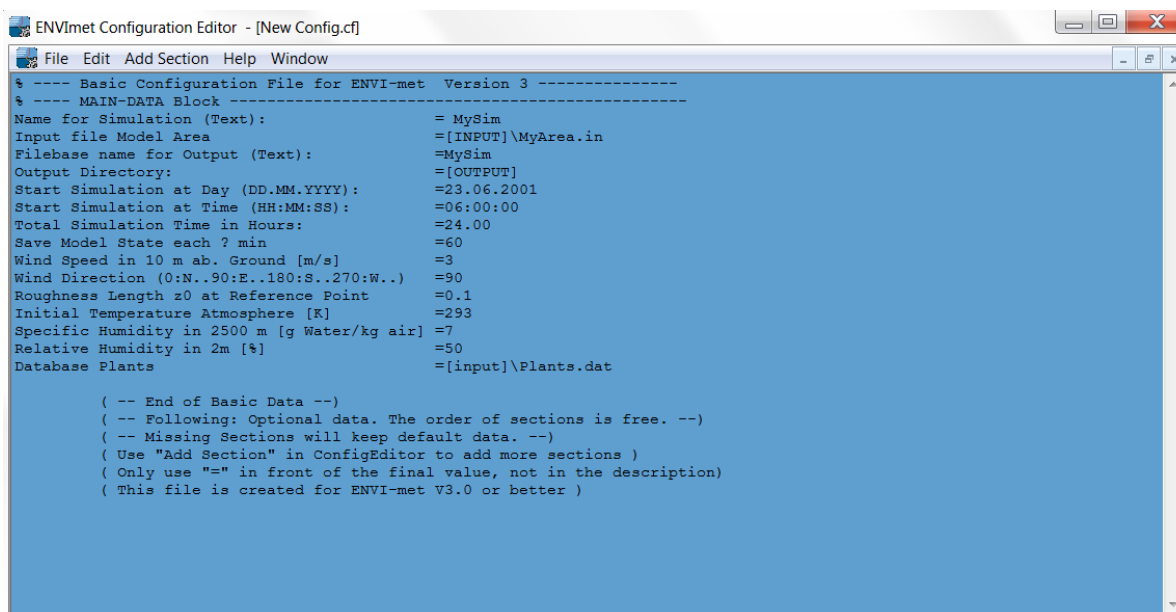 ENVImet Configuration Editor - [New Config.cf]
File Edit Add Section Help Window
% ---- Basic Configuration File for ENVI-met Version 3 ---------------
% ---- MAIN-DATA Block -------------------------------------------------
Name for Simulation (Text): = MySim
Input file Model Area =[INPUT]\MyArea.in
Filebase name for Output (Text): =MySim
Output Directory: =[OUTPUT]
Start Simulation at Day (DD.MM.YYYY): =23.06.2001
Start Simulation at Time (HH:MM:SS): =06:00:00
Total Simulation Time in Hours: =24.00
Save Model State each ? min =60
Wind Speed in 10 m ab. Ground [m/s] =3
Wind Direction (0:N..90:E..180:S..270:W..) =90
Roughness Length z0 at Reference Point =0.1
Initial Temperature Atmosphere [K] =293
Specific Humidity in 2500 m [g Water/kg air] =7
Relative Humidity in 2m [%] =50
Database Plants =[input]\Plants.dat
( -- End of Basic Data --)
( -- Following: Optional data. The order of sections is free. --)
( -- Missing Sections will keep default data. --)
( Use "Add Section" in ConfigEditor to add more sections )
( Only use "=" in front of the final value, not in the description)
( This file is created for ENVI-met V3.0 or better )